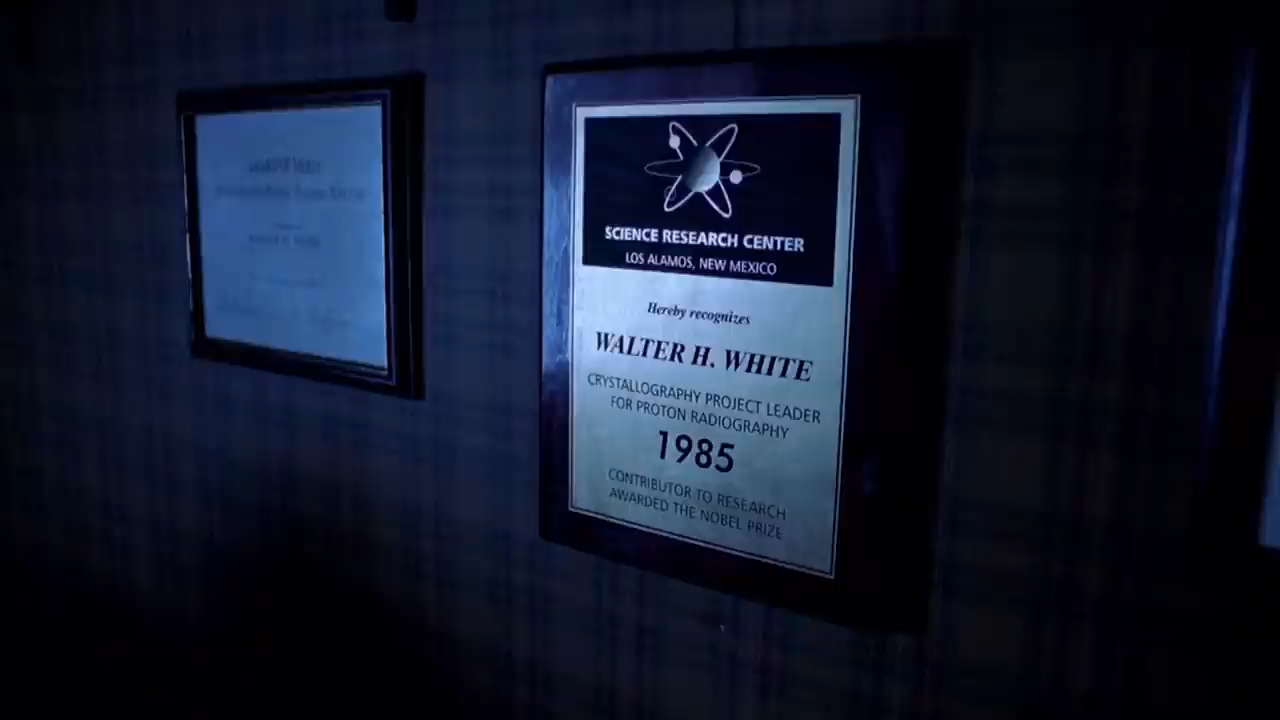 SCIENCE RESEARCH CENTER
LOS ALAMOS, NEW MEXICO
Hereby recognizes
WALTER H. WHITE
CRYSTALLOGRAPHY PROJECT LEADER
FOR PROTON RADIOGRAPHY
1985
CONTRIBUTOR TO RESEARCH
AWARDED THE NOBEL PRIZE